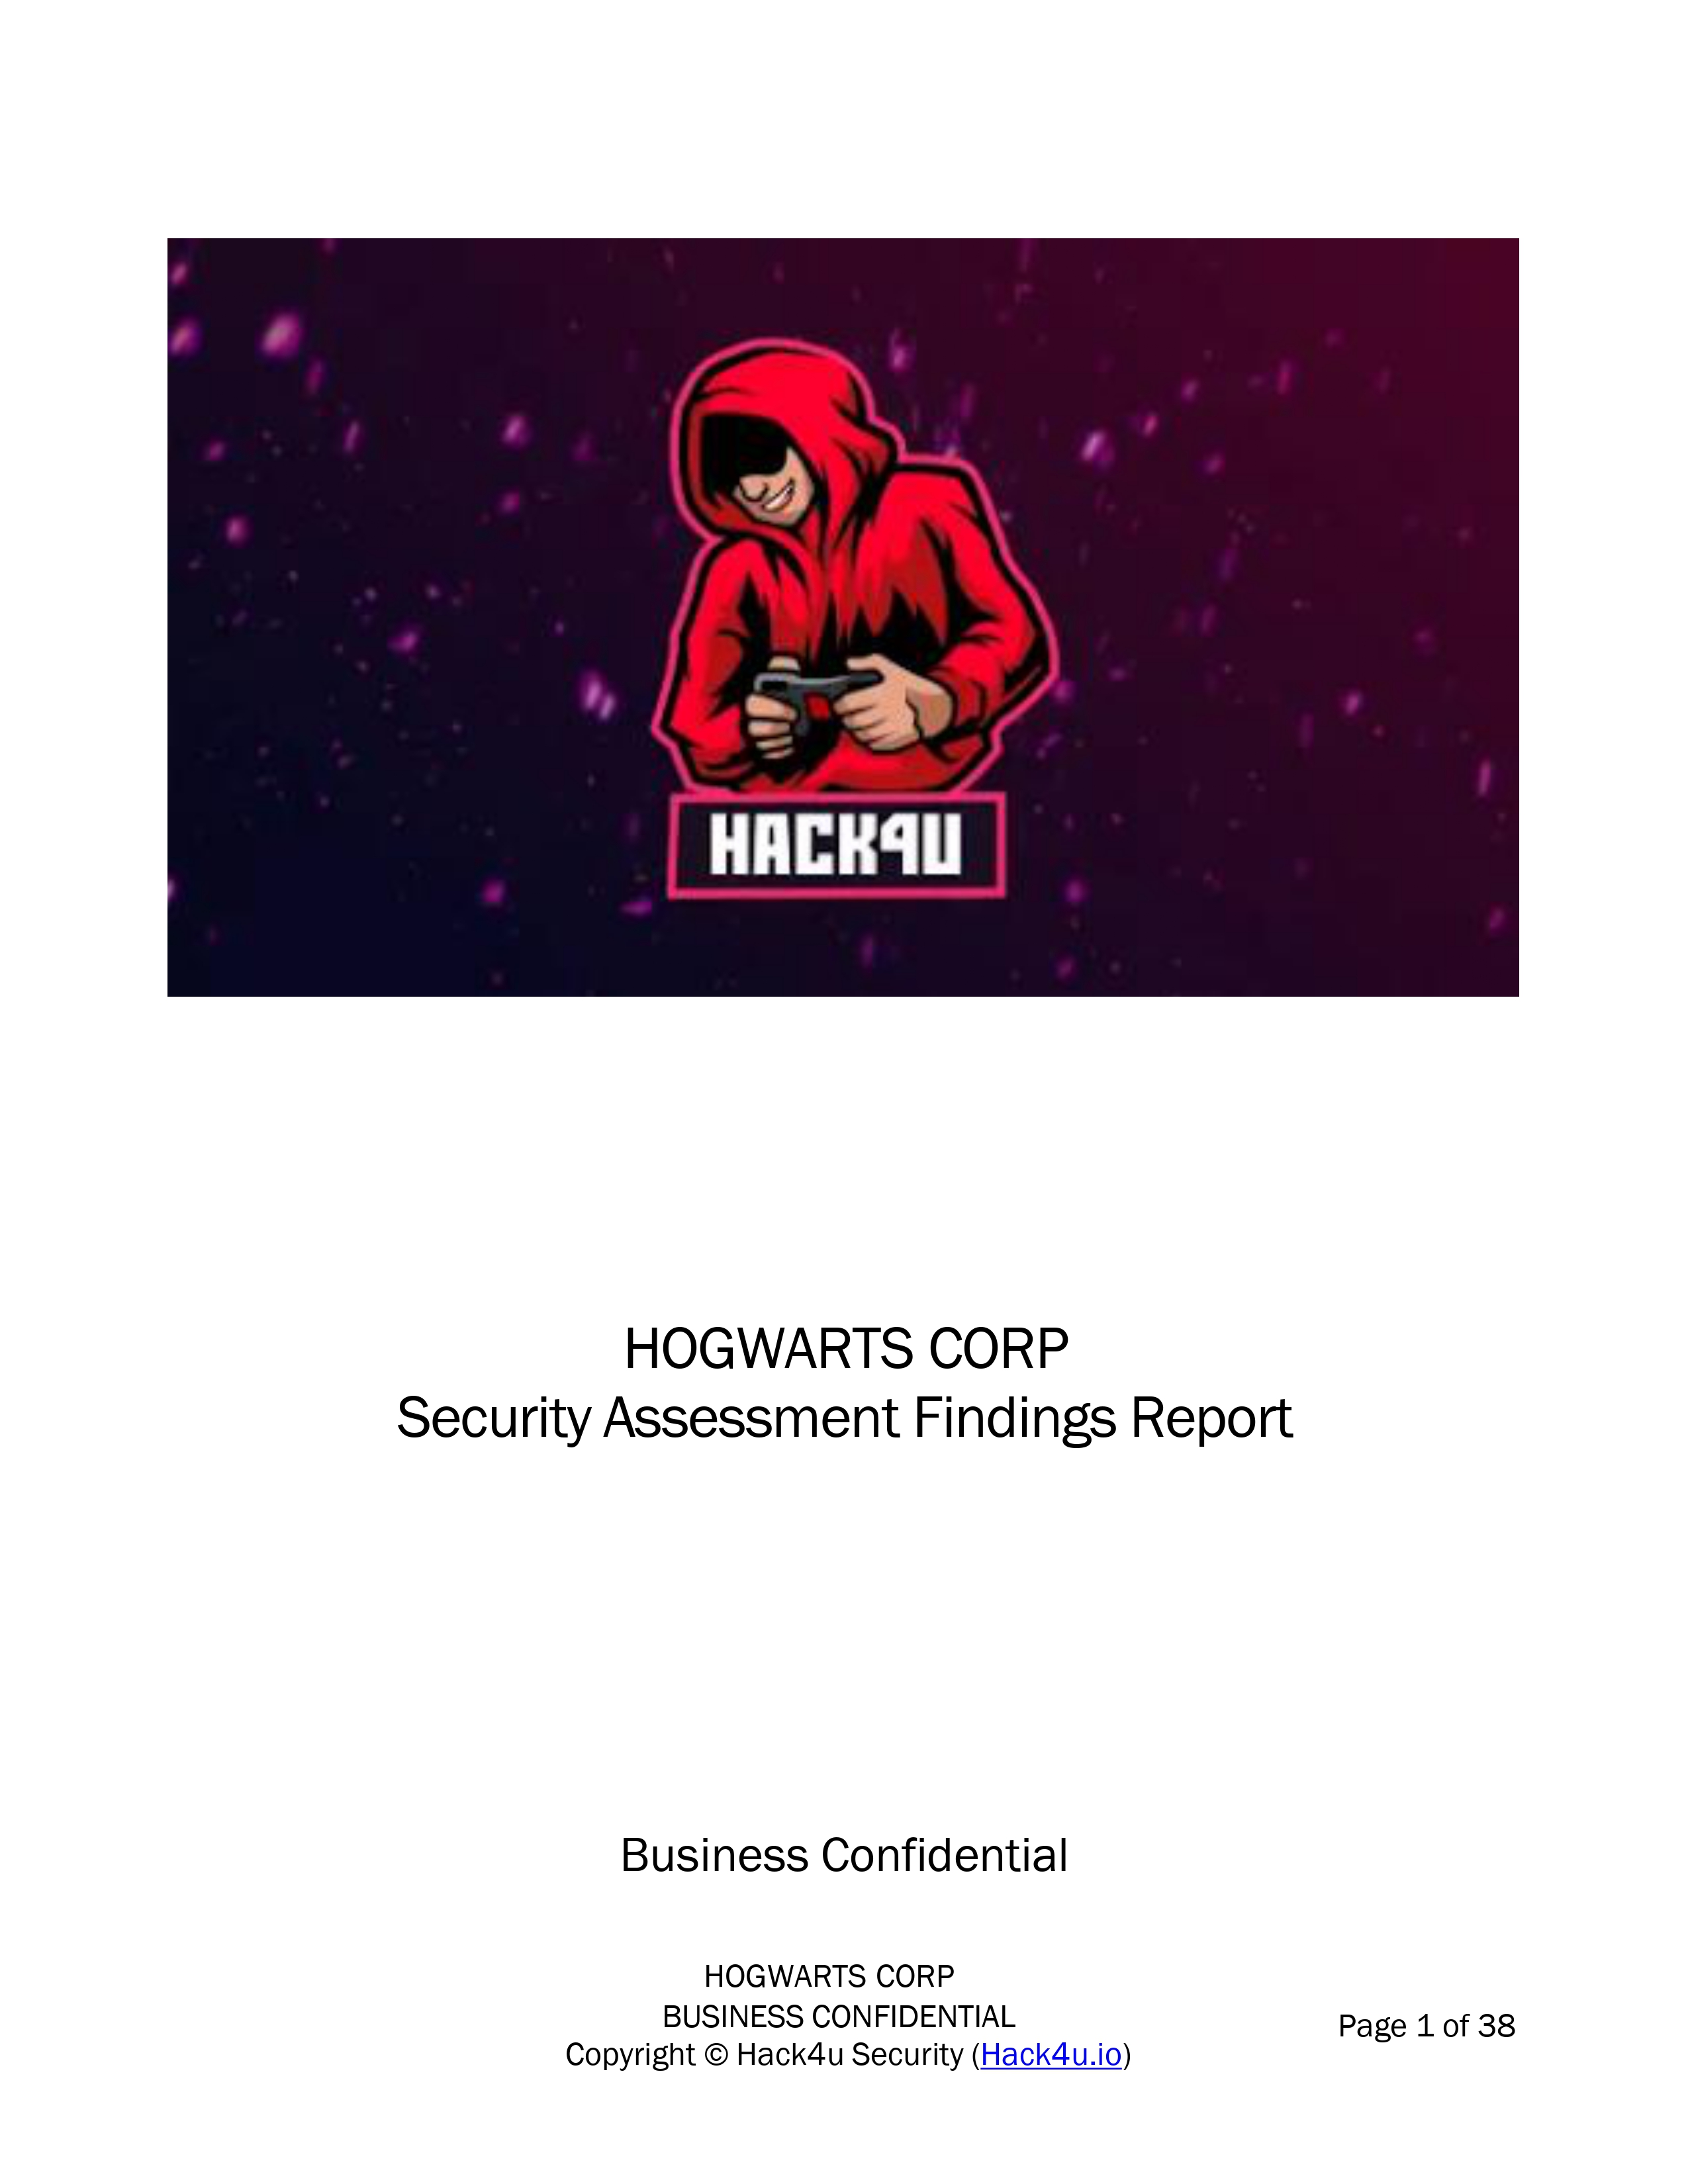 HACK4U
HOGWARTS CORP
Security Assessment Findings Report
Business Confidential
HOGWARTS CORP
BUSINESS CONFIDENTIAL
Copyright © Hack4u Security (Hack4u.io)
Page 1 of 38